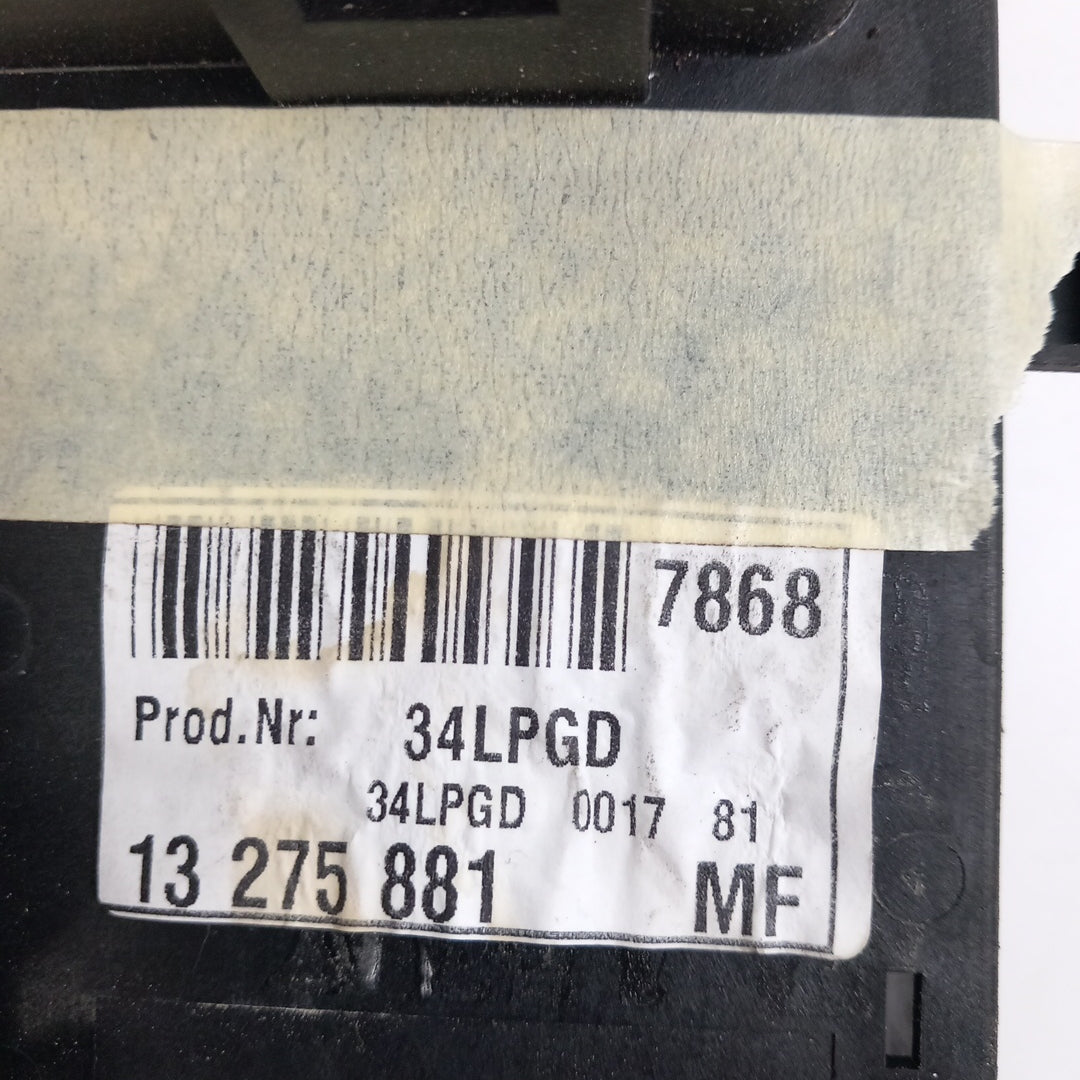 7868
Prod.Nr: 34LPGD
34LPGD 0017 81
13 275 881 MF